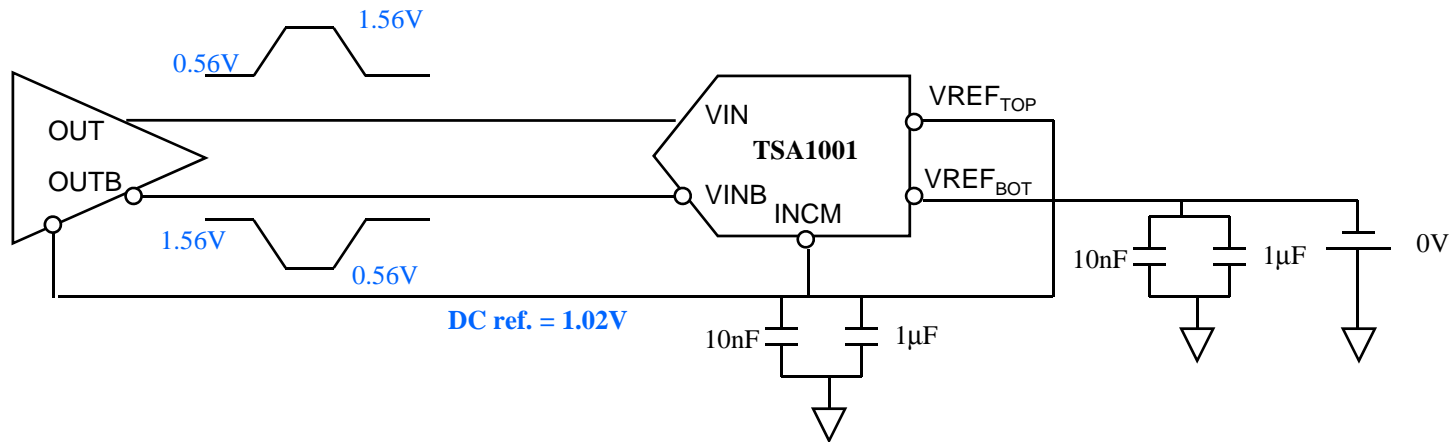 1.56V
0.56V
OUT
OUTB
1.56V
0.56V
DC ref. = 1.02V
VIN
TSA1001
VINB
INCM
VREFTOP
VREFBOT
10nF
1μF
10nF
1μF
0V